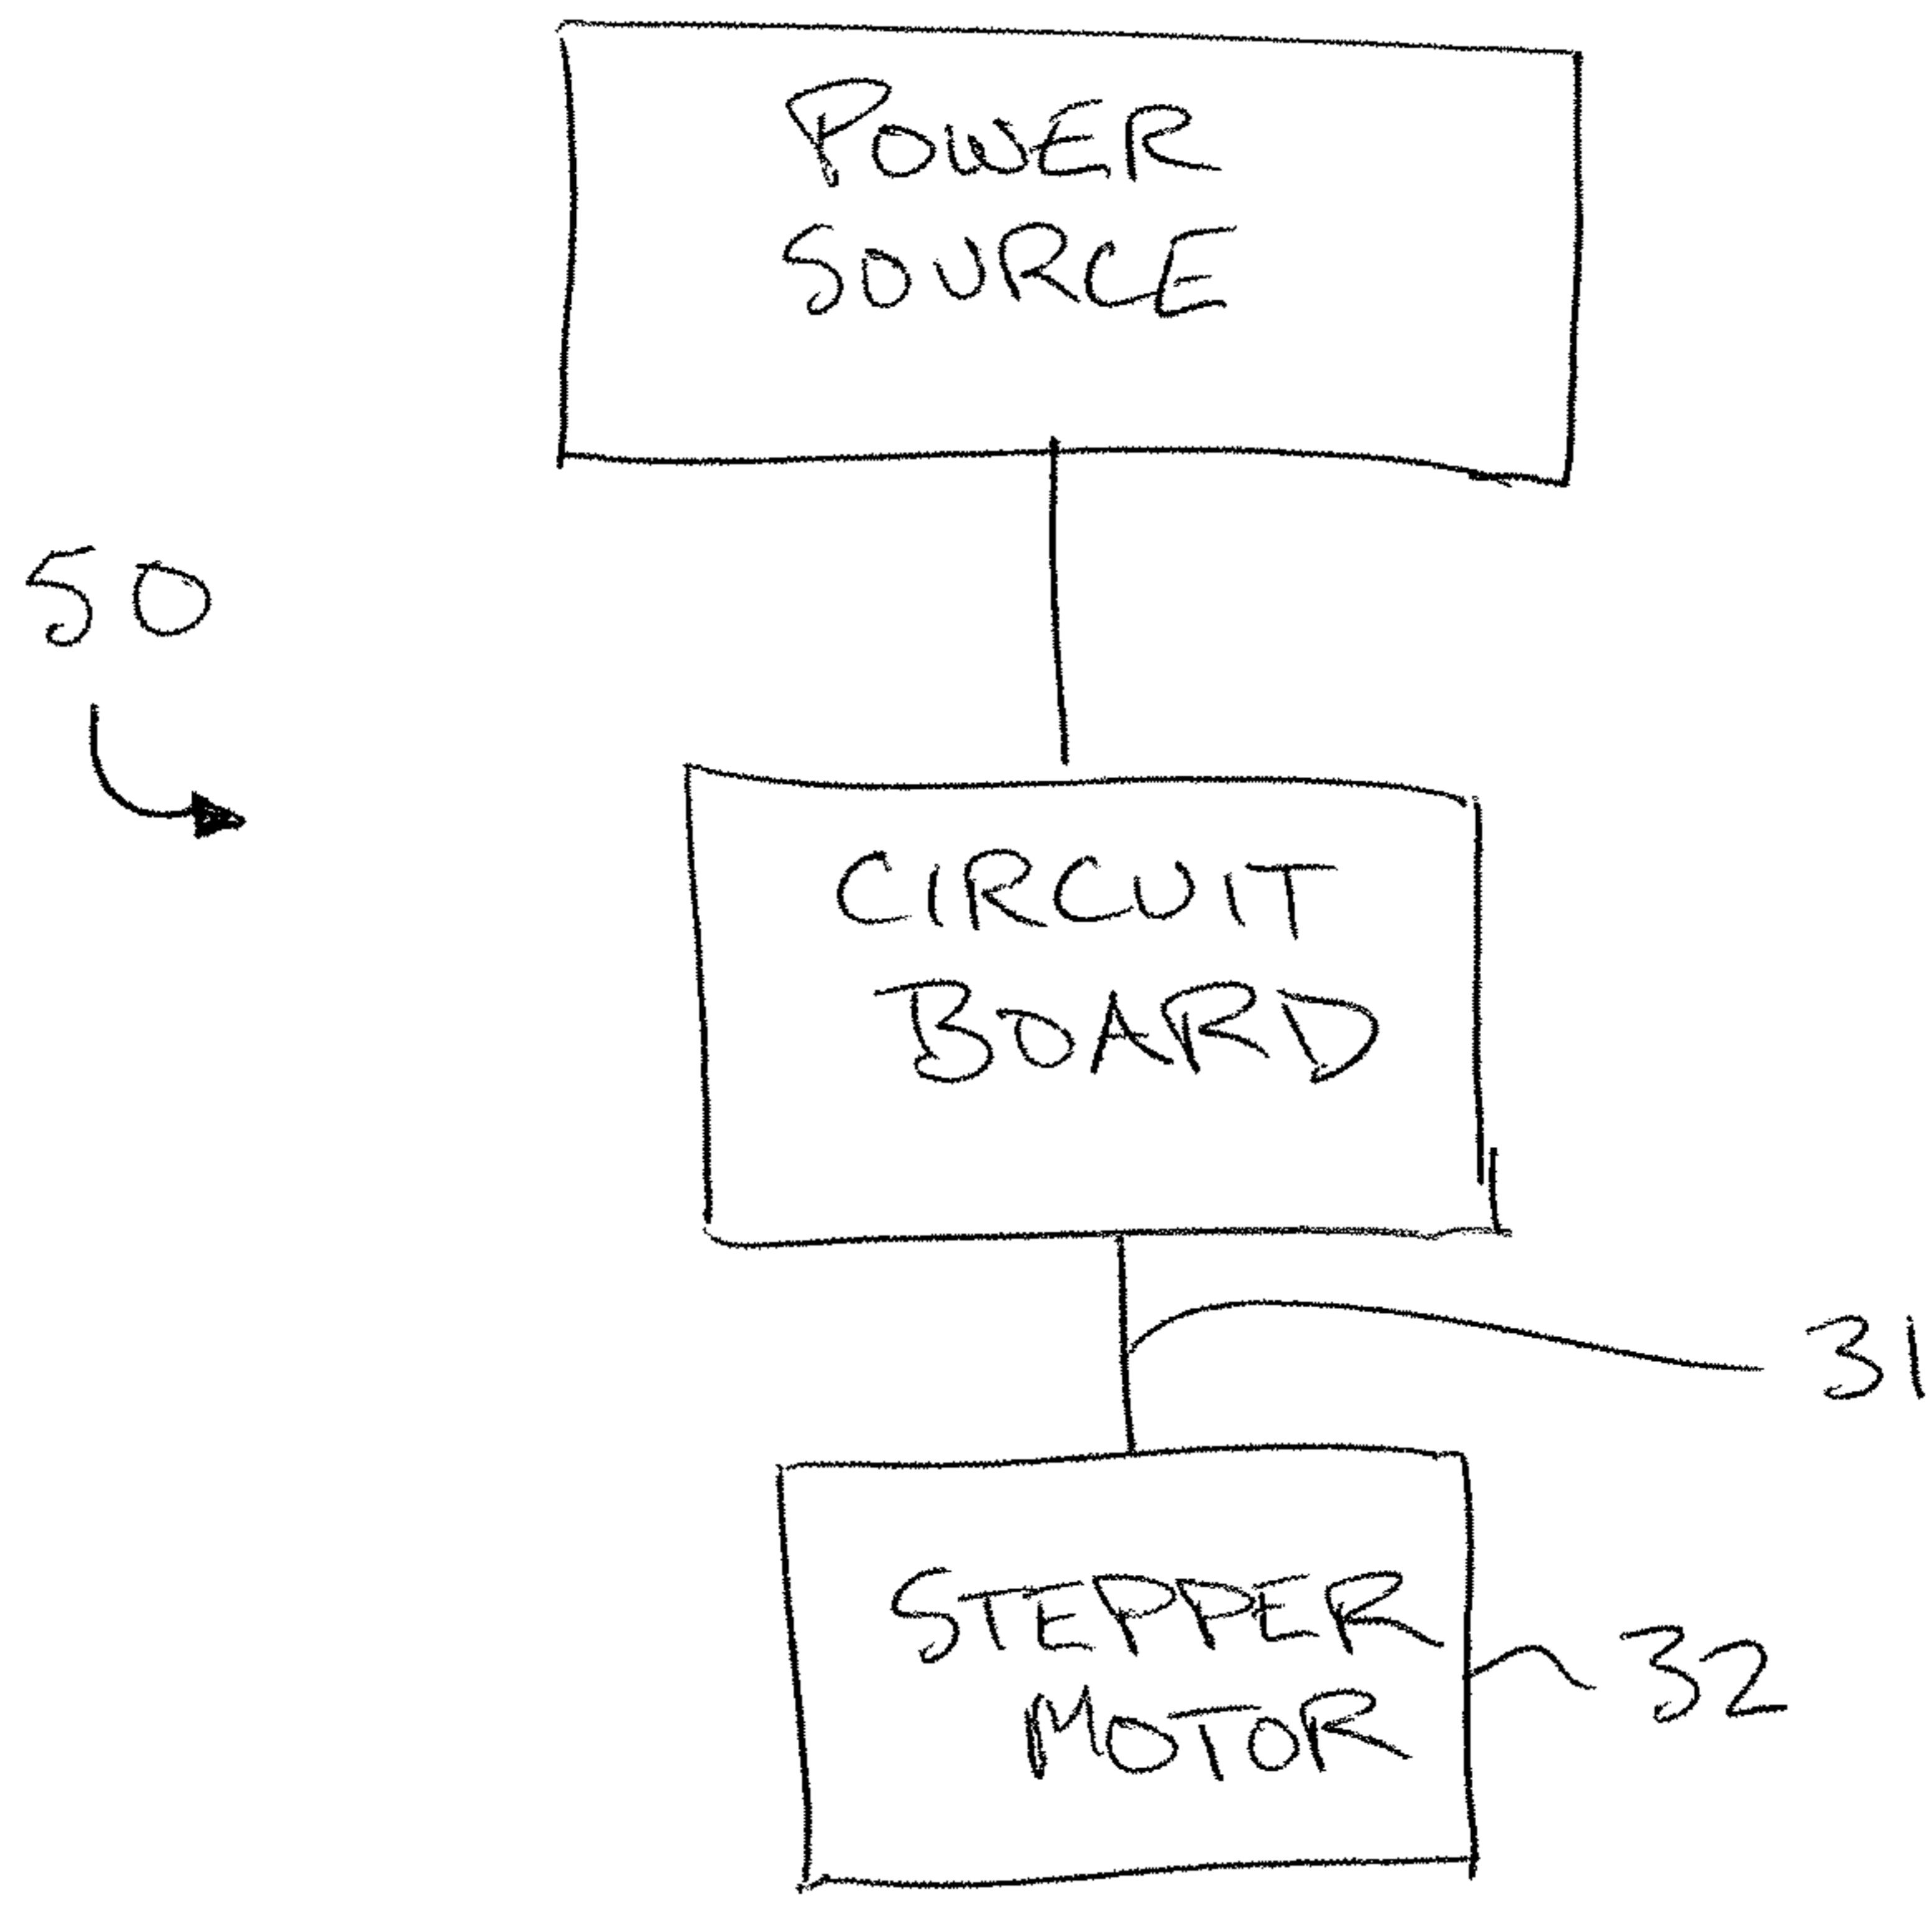 POWER
SOURCE
50
CIRCUIT
BOARD
31
STEPPER
MOTOR
32